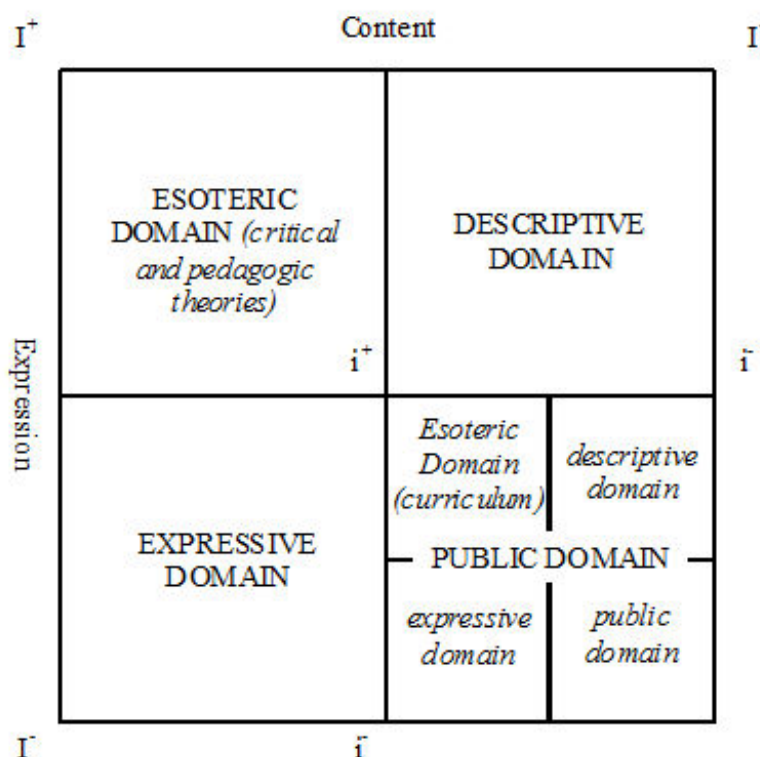 I⁺
Content
I⁻
ESOTERIC
DOMAIN (critical
and pedagogic
theories)
DESCRIPTIVE
DOMAIN
Expression
i⁺
i⁻
Esoteric
Domain
(curriculum)
descriptive
domain
EXPRESSIVE
DOMAIN
PUBLIC DOMAIN
expressive
domain
public
domain
I⁻
i⁻